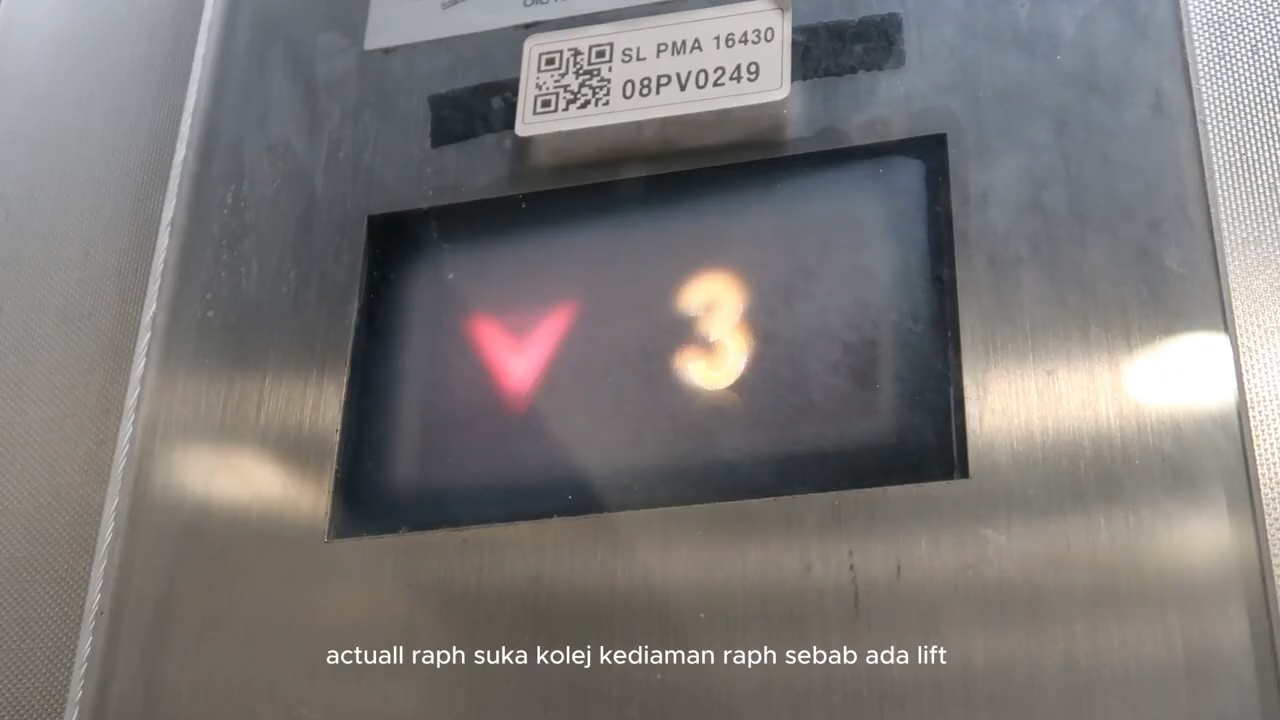 SL PMA 16430
08PV0249
3
actuall raph suka kolej kediaman raph sebab ada lift